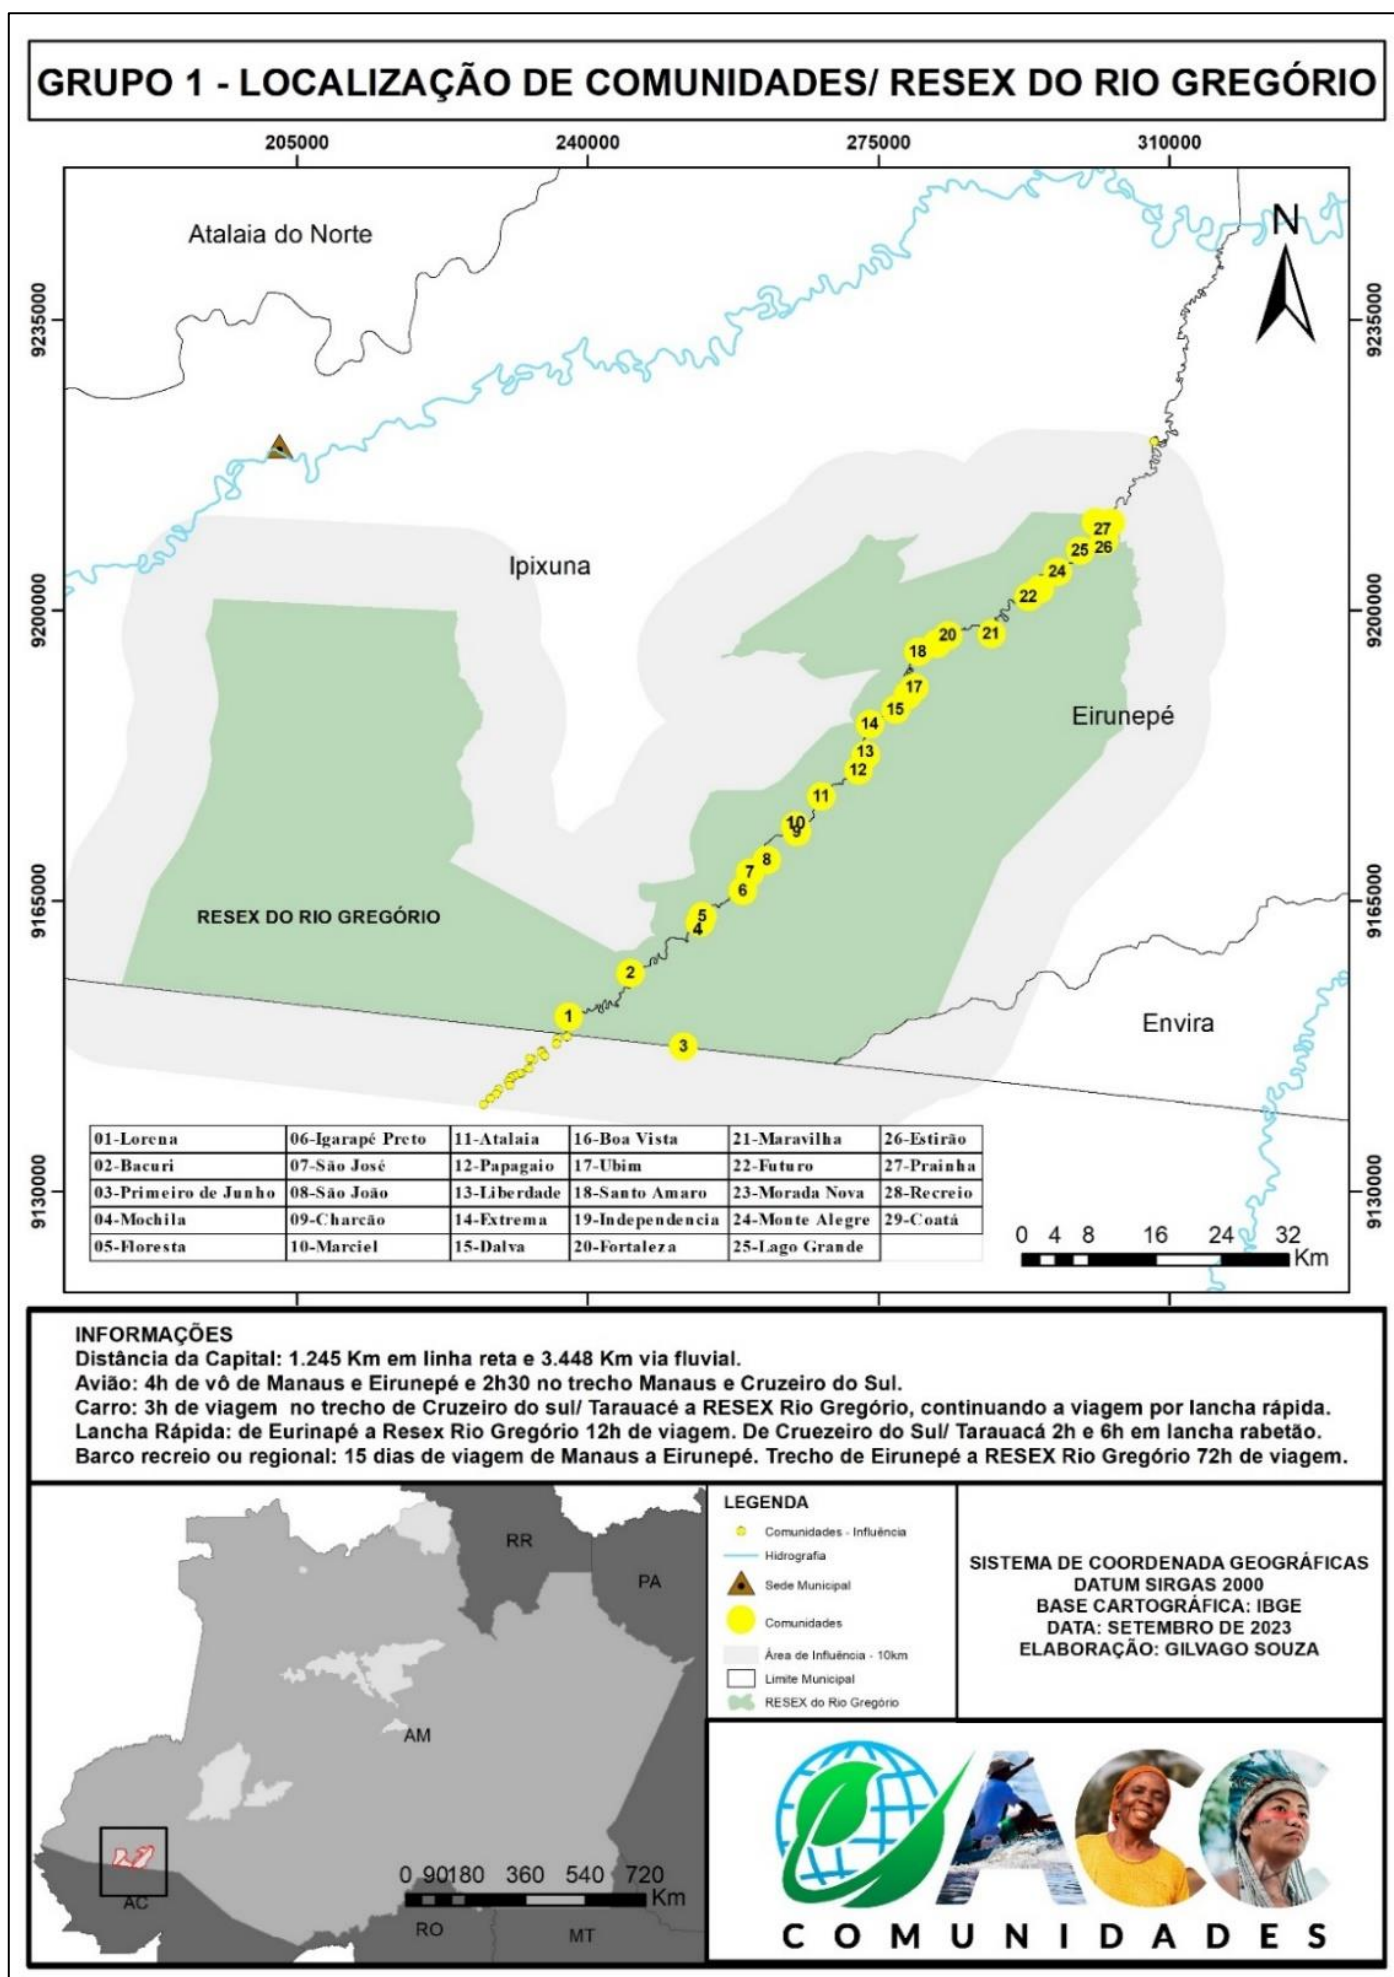 GRUPO 1 - LOCALIZAÇÃO DE COMUNIDADES/ RESEX DO RIO GREGÓRIO
205000 240000 275000 310000
N
Atalaia do Norte
9235000 9235000
Ipixuna
27
26
25
24
22
9200000 9200000
21
20
18
17
15
Eirunepé
14
13
12
11
10
9
8
7
6
9165000 9165000
RESEX DO RIO GREGÓRIO
5
4
2
1
3
Envira
01-Lorena 06-Igarapé Preto 11-Atalaia 16-Boa Vista 21-Maravilha 26-Estirão
02-Bacuri 07-São José 12-Papagaio 17-Ubim 22-Futuro 27-Prainha
03-Primeiro de Junho 08-São João 13-Liberdade 18-Santo Amaro 23-Morada Nova 28-Recreio
04-Mochila 09-Charcão 14-Extrema 19-Independencia 24-Monte Alegre 29-Coatá
05-Floresta 10-Marciel 15-Dalva 20-Fortaleza 25-Lago Grande
9130000 9130000
0 4 8 16 24 32
Km
INFORMAÇÕES
Distância da Capital: 1.245 Km em linha reta e 3.448 Km via fluvial.
Avião: 4h de vô de Manaus e Eirunepé e 2h30 no trecho Manaus e Cruzeiro do Sul.
Carro: 3h de viagem no trecho de Cruzeiro do sul/ Tarauacé a RESEX Rio Gregório, continuando a viagem por lancha rápida.
Lancha Rápida: de Eurinapé a Resex Rio Gregório 12h de viagem. De Cruezeiro do Sul/ Tarauacá 2h e 6h em lancha rabetão.
Barco recreio ou regional: 15 dias de viagem de Manaus a Eirunepé. Trecho de Eirunepé a RESEX Rio Gregório 72h de viagem.
RR
PA
AM
AC
RO
MT
0 90 180 360 540 720
Km
LEGENDA
Comunidades - Influência
Hidrografia
Sede Municipal
Comunidades
Área de Influência - 10km
Limite Municipal
RESEX do Rio Gregório
SISTEMA DE COORDENADA GEOGRÁFICAS
DATUM SIRGAS 2000
BASE CARTOGRÁFICA: IBGE
DATA: SETEMBRO DE 2023
ELABORAÇÃO: GILVAGO SOUZA
ACC
COMUNIDADES